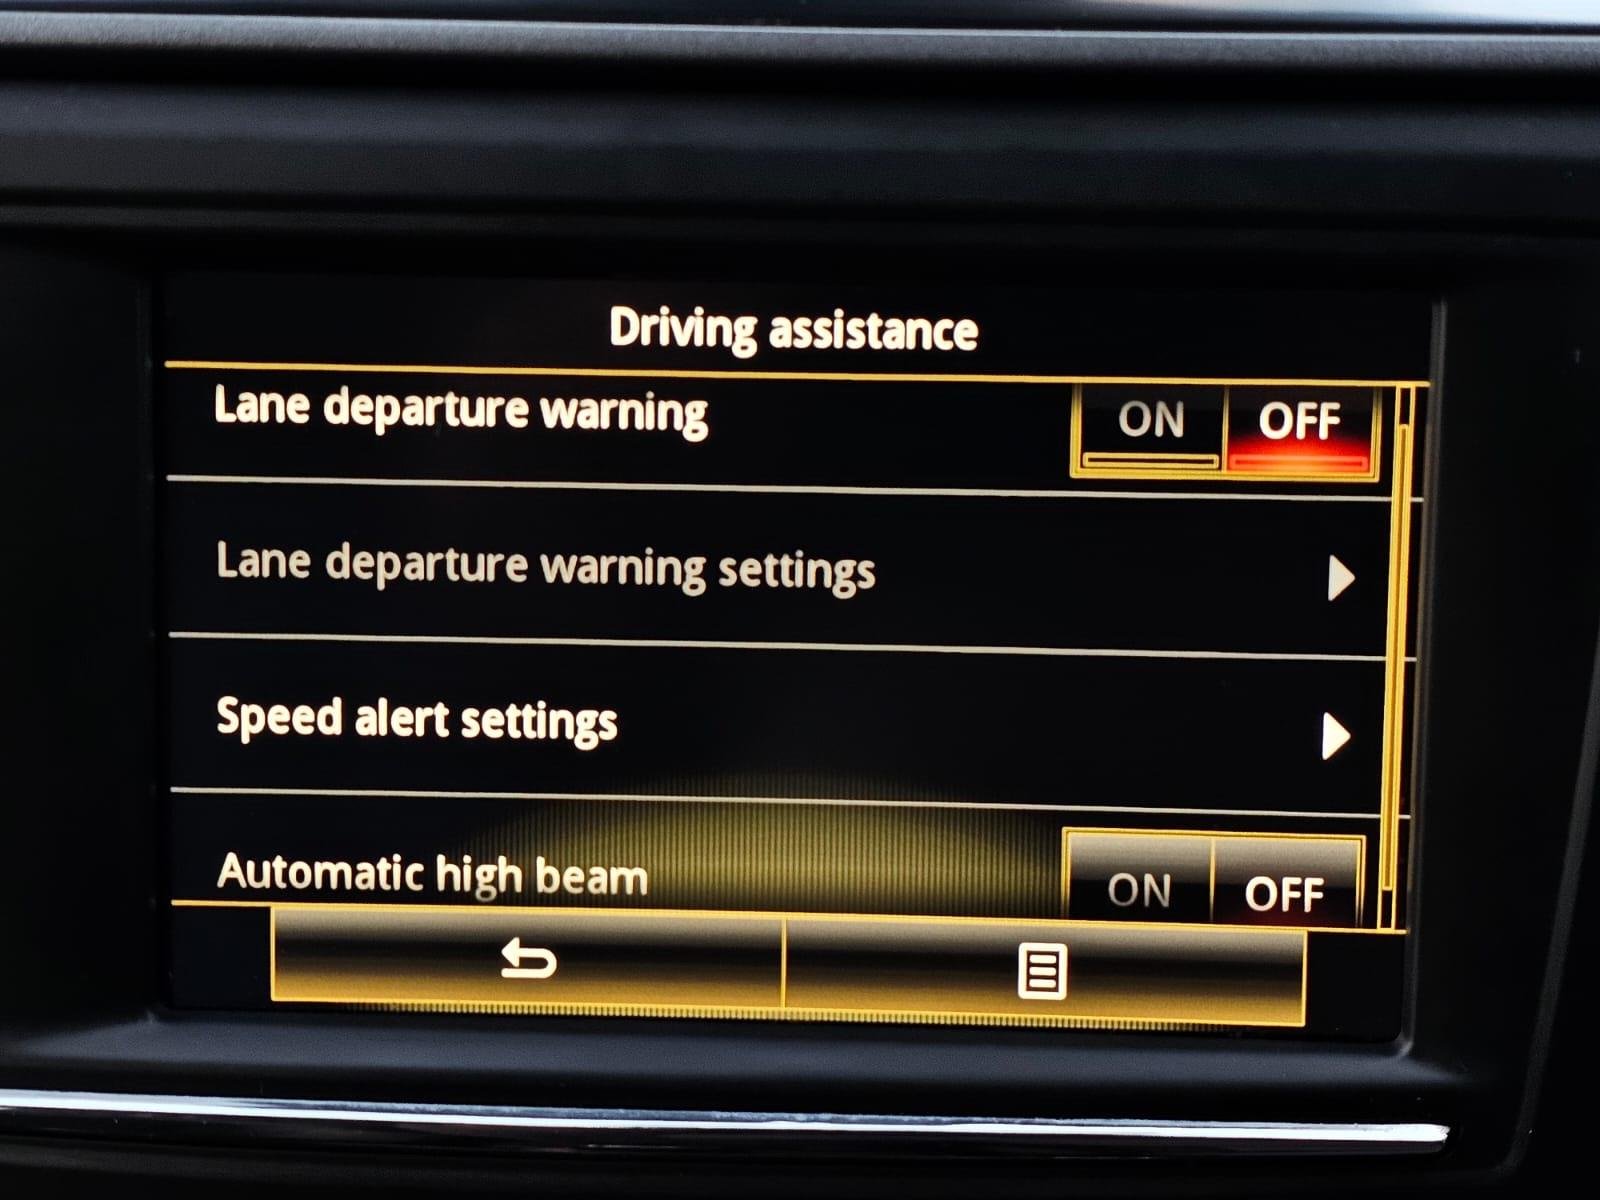 Driving assistance
Lane departure warning ON OFF
Lane departure warning settings
Speed alert settings
Automatic high beam ON OFF